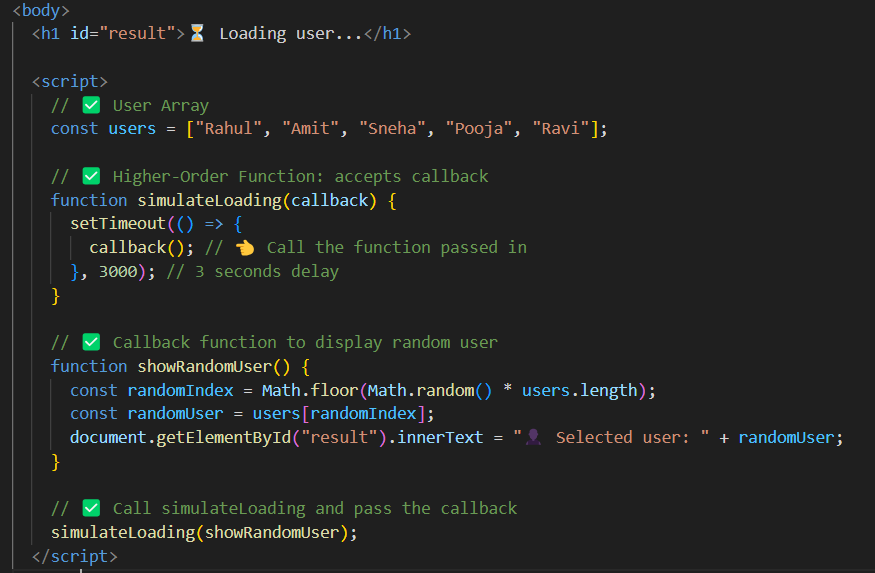 <body>
<h1 id="result">⏳ Loading user...</h1>
<script>
// ✅ User Array
const users = ["Rahul", "Amit", "Sneha", "Pooja", "Ravi"];
// ✅ Higher-Order Function: accepts callback
function simulateLoading(callback) {
setTimeout(() => {
callback(); // 👈 Call the function passed in
}, 3000); // 3 seconds delay
}
// ✅ Callback function to display random user
function showRandomUser() {
const randomIndex = Math.floor(Math.random() * users.length);
const randomUser = users[randomIndex];
document.getElementById("result").innerText = "👤 Selected user: " + randomUser;
}
// ✅ Call simulateLoading and pass the callback
simulateLoading(showRandomUser);
</script>